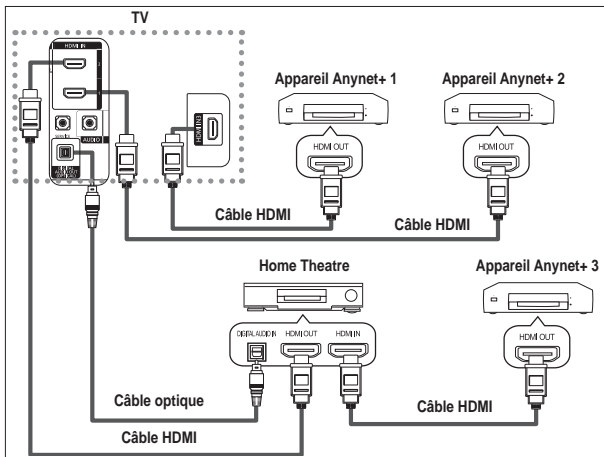 TV
HDMI IN
Appareil Anynet+ 1
Appareil Anynet+ 2
AUDIO
HDMI IN3
HDMI OUT
HDMI OUT
Câble HDMI
Câble HDMI
Home Theatre
Appareil Anynet+ 3
DIGITAL AUDIO IN
HDMI OUT
HDMI IN
HDMI OUT
Câble optique
Câble HDMI
Câble HDMI